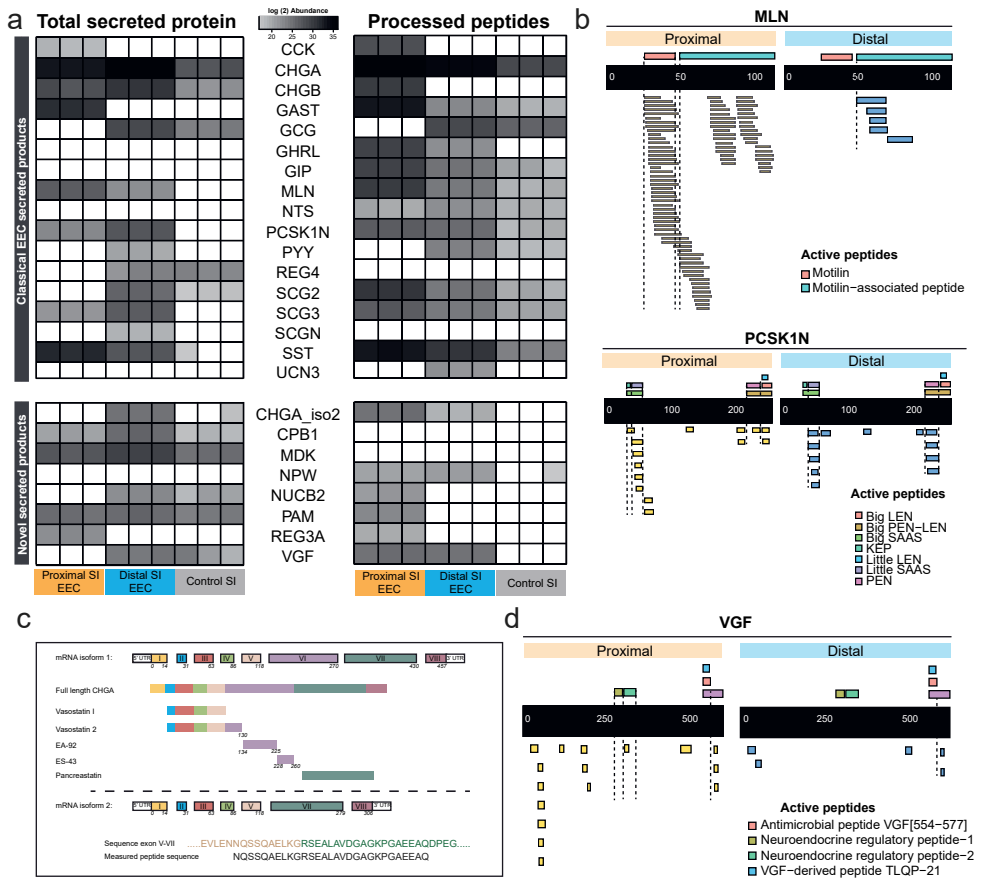 a
Total secreted protein
log (2) Abundance
20 25 30 35
Processed peptides
Classical EEC secreted products
CCK
CHGA
CHGB
GAST
GCG
GHRL
GIP
MLN
NTS
PCSK1N
PYY
REG4
SCG2
SCG3
SCGN
SST
UCN3
Novel secreted products
CHGA_iso2
CPB1
MDK
NPW
NUCB2
PAM
REG3A
VGF
Proximal SI EEC
Distal SI EEC
Control SI
Proximal SI EEC
Distal SI EEC
Control SI
b
MLN
Proximal
Distal
0 50 100
0 50 100
Active peptides
Motilin
Motilin−associated peptide
PCSK1N
Proximal
Distal
0 100 200
0 100 200
Active peptides
Big LEN
Big PEN−LEN
Big SAAS
KEP
Little LEN
Little SAAS
PEN
c
mRNA isoform 1:
5' UTR I II III IV V VI VII VIII 3' UTR
0 14 31 63 86 118 270 430 457
Full length CHGA
Vasostatin I
Vasostatin 2
130
EA-92
134 225
ES-43
228 260
Pancreastatin
mRNA isoform 2:
5' UTR I II III IV V VII VIII 3' UTR
0 14 31 63 86 118 279 306
Sequence exon V-VII
.....EVLENNQSSQAELKGRSEALAVDGAGKPGAEEAQDPEG.....
Measured peptide sequence
NQSSQAELKGRSEALAVDGAGKPGAEEAQ
d
VGF
Proximal
Distal
0 250 500
0 250 500
Active peptides
Antimicrobial peptide VGF[554−577]
Neuroendocrine regulatory peptide−1
Neuroendocrine regulatory peptide−2
VGF−derived peptide TLQP−21